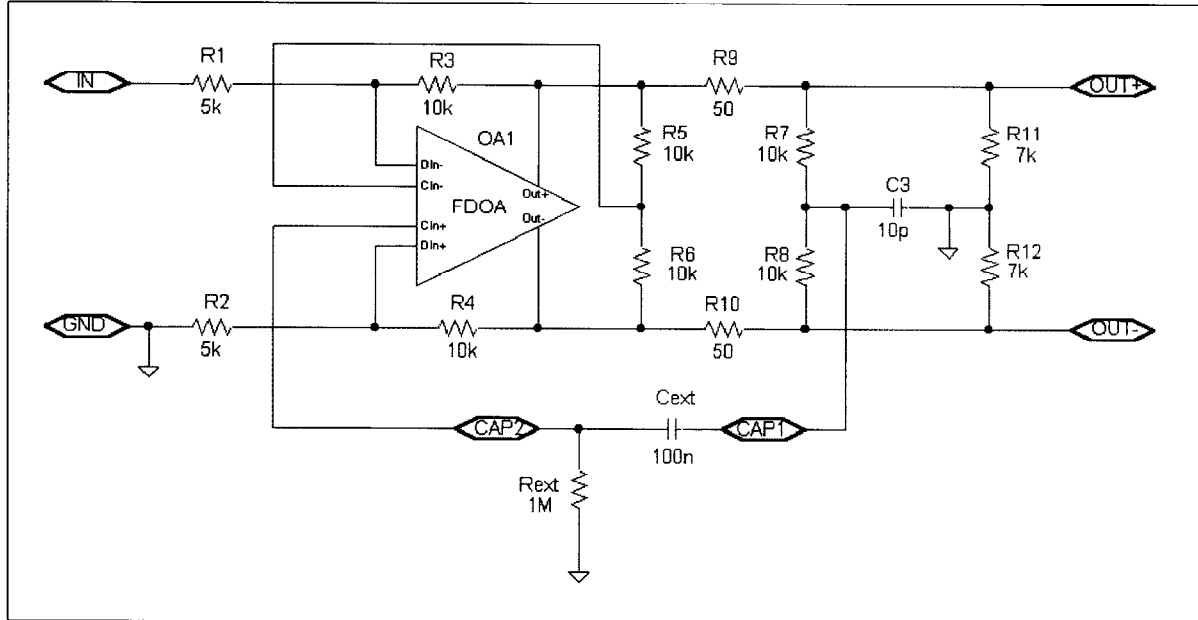 R1
5k
IN
R3
10k
R9
50
OUT+
OA1
Din-
Cin-
FDOA
Cin+
Din+
Out+
Out-
R5
10k
R7
10k
R11
7k
C3
10p
R6
10k
R8
10k
R12
7k
GND
R2
5k
R4
10k
R10
50
OUT-
CAP2
Cext
100n
CAP1
Rext
1M